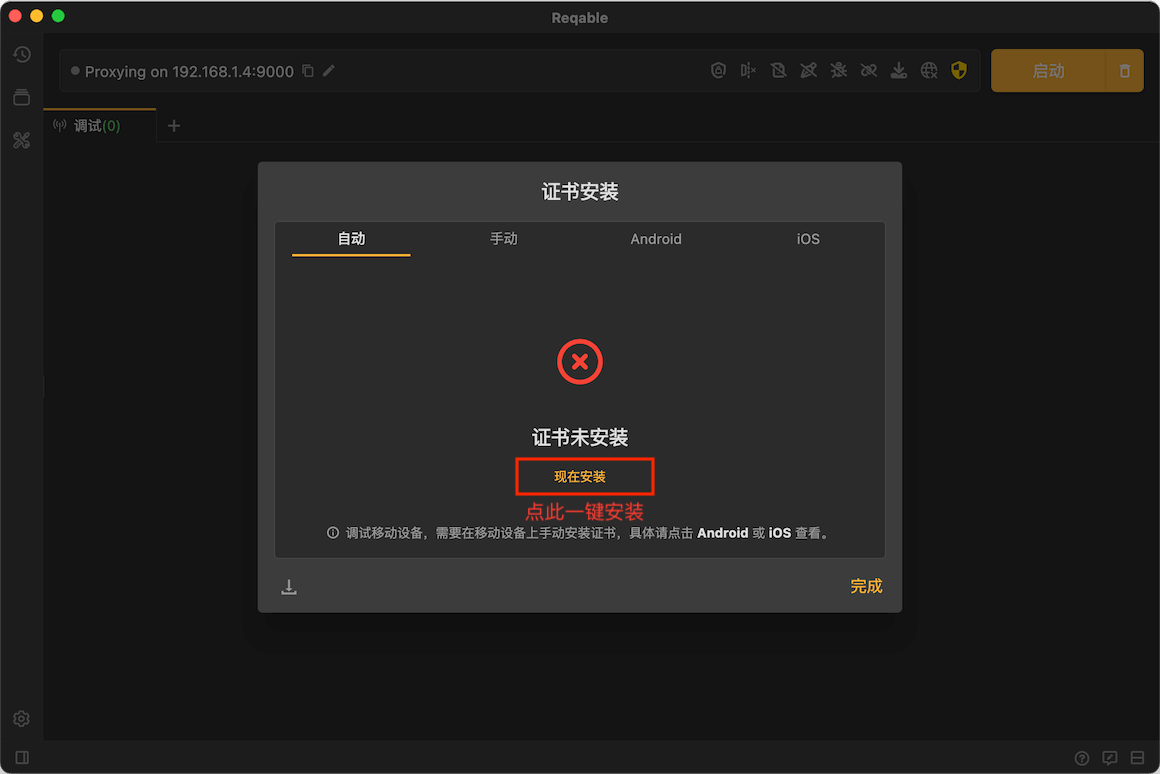 Reqable
Proxying on 192.168.1.4:9000
启动
调试(0)
证书安装
自动
手动
Android
iOS
证书未安装
现在安装
点此一键安装
调试移动设备，需要在移动设备上手动安装证书，具体请点击 Android 或 iOS 查看。
完成